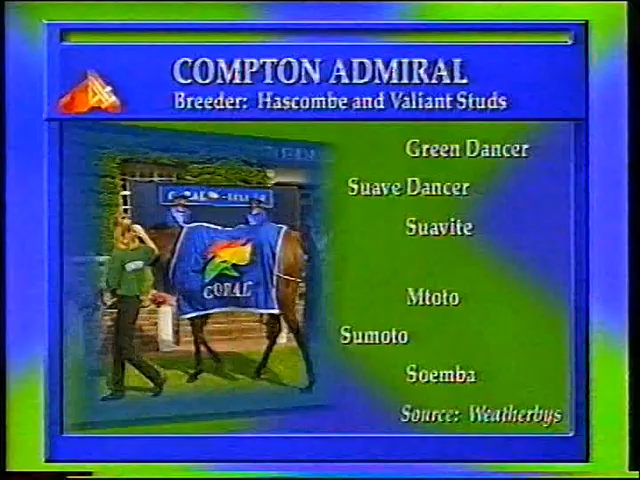 COMPTON ADMIRAL
Breeder: Hascombe and Valiant Studs
Green Dancer
Suave Dancer
Suavite
CORAL
Mtoto
Sumoto
Soemba
Source: Weatherbys